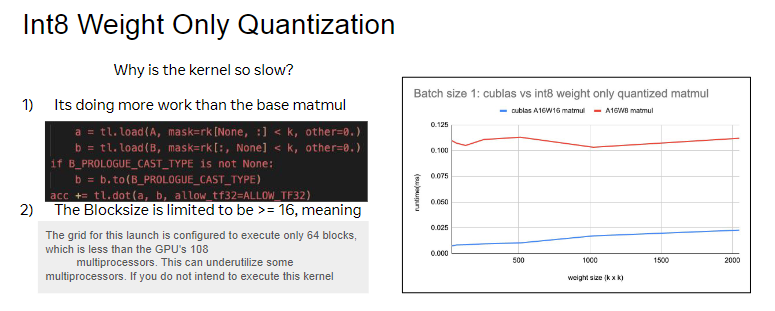 Int8 Weight Only Quantization
Why is the kernel so slow?
1) Its doing more work than the base matmul
a = tl.load(A, mask=rk[None, :] < k, other=0.)
b = tl.load(B, mask=rk[:, None] < k, other=0.)
if B_PROLOGUE_CAST_TYPE is not None:
b = b.to(B_PROLOGUE_CAST_TYPE)
acc += tl.dot(a, b, allow_tf32=ALLOW_TF32)
2) The Blocksize is limited to be >= 16, meaning
The grid for this launch is configured to execute only 64 blocks,
which is less than the GPU's 108
multiprocessors. This can underutilize some
multiprocessors. If you do not intend to execute this kernel
Batch size 1: cublas vs int8 weight only quantized matmul
cublas A16W16 matmul A16W8 matmul
0.125
0.100
0.075
0.050
0.025
0.000
runtime(us)
500 1000 1500 2000
weight size (k x k)